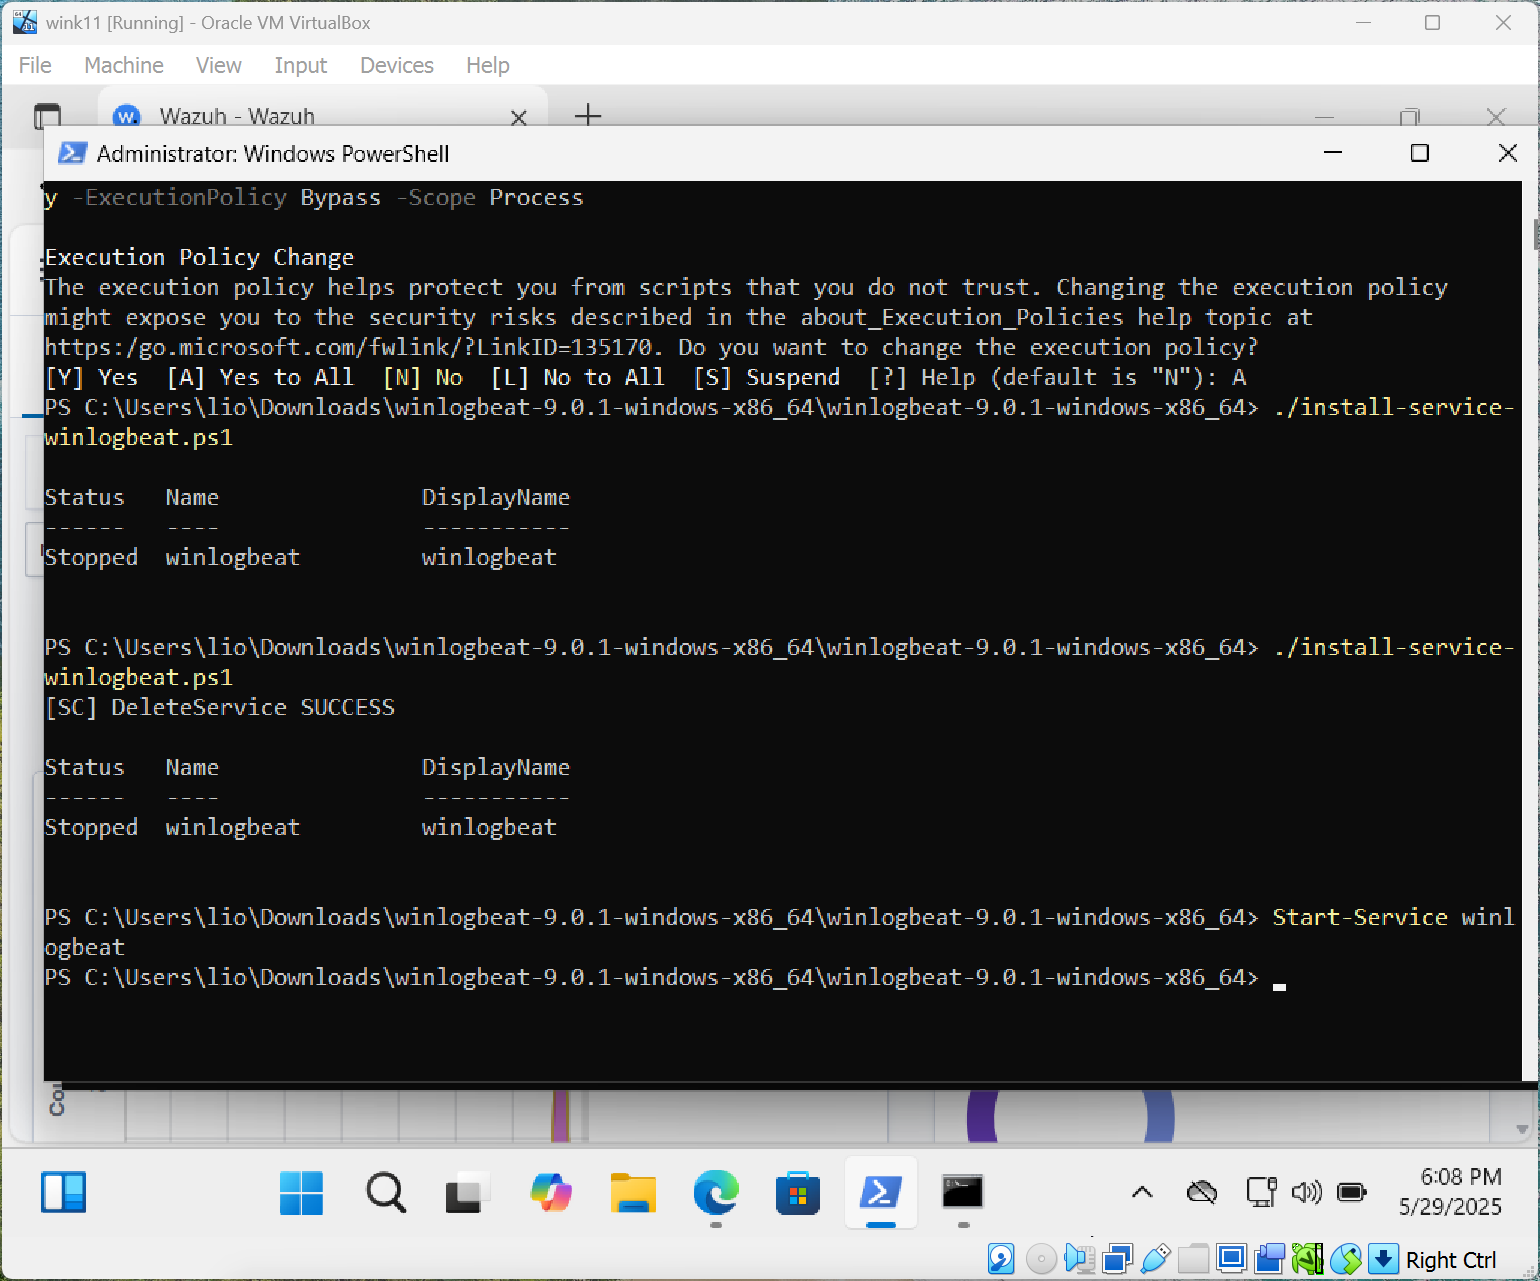 wink11 [Running] - Oracle VM VirtualBox
File Machine View Input Devices Help
Wazuh - Wazuh
Administrator: Windows PowerShell
y -ExecutionPolicy Bypass -Scope Process
Execution Policy Change
The execution policy helps protect you from scripts that you do not trust. Changing the execution policy
might expose you to the security risks described in the about_Execution_Policies help topic at
https:/go.microsoft.com/fwlink/?LinkID=135170. Do you want to change the execution policy?
[Y] Yes  [A] Yes to All  [N] No  [L] No to All  [S] Suspend  [?] Help (default is "N"): A
PS C:\Users\lio\Downloads\winlogbeat-9.0.1-windows-x86_64\winlogbeat-9.0.1-windows-x86_64> ./install-service-
winlogbeat.ps1
Status   Name               DisplayName
------   ----               -----------
Stopped  winlogbeat         winlogbeat
PS C:\Users\lio\Downloads\winlogbeat-9.0.1-windows-x86_64\winlogbeat-9.0.1-windows-x86_64> ./install-service-
winlogbeat.ps1
[SC] DeleteService SUCCESS
Status   Name               DisplayName
------   ----               -----------
Stopped  winlogbeat         winlogbeat
PS C:\Users\lio\Downloads\winlogbeat-9.0.1-windows-x86_64\winlogbeat-9.0.1-windows-x86_64> Start-Service winl
ogbeat
PS C:\Users\lio\Downloads\winlogbeat-9.0.1-windows-x86_64\winlogbeat-9.0.1-windows-x86_64>
Cou
6:08 PM
5/29/2025
Right Ctrl